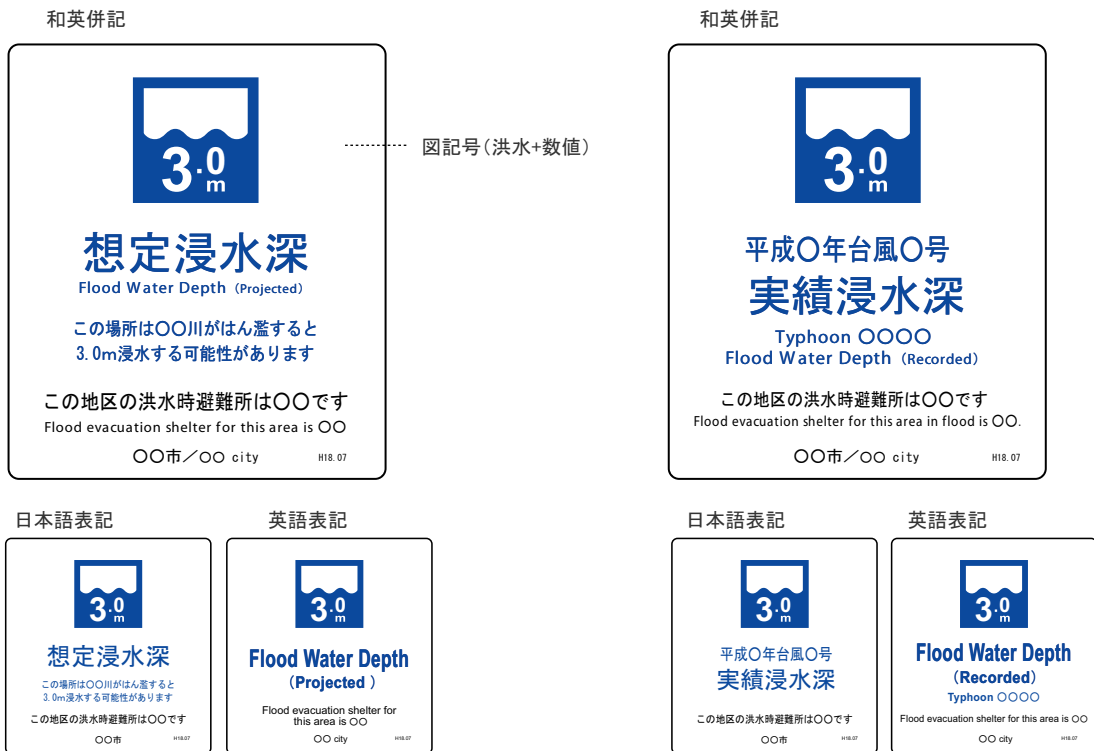 和英併記
3.0m
想定浸水深
Flood Water Depth (Projected)
この場所は〇〇川がはん濫すると
3.0m浸水する可能性があります
この地区の洪水時避難所は〇〇です
Flood evacuation shelter for this area is 〇〇
〇〇市／〇〇 city H18.07
図記号(洪水+数値)
和英併記
3.0m
平成〇年台風〇号
実績浸水深
Typhoon 〇〇〇〇
Flood Water Depth (Recorded)
この地区の洪水時避難所は〇〇です
Flood evacuation shelter for this area in flood is 〇〇.
〇〇市／〇〇 city H18.07
日本語表記
3.0m
想定浸水深
この場所は〇〇川がはん濫すると
3.0m浸水する可能性があります
この地区の洪水時避難所は〇〇です
〇〇市 H18.07
英語表記
3.0m
Flood Water Depth
(Projected )
Flood evacuation shelter for
this area is 〇〇
〇〇 city H18.07
日本語表記
3.0m
平成〇年台風〇号
実績浸水深
この地区の洪水時避難所は〇〇です
〇〇市 H18.07
英語表記
3.0m
Flood Water Depth
(Recorded)
Typhoon 〇〇〇〇
Flood evacuation shelter for this area is 〇〇
〇〇 city H18.07